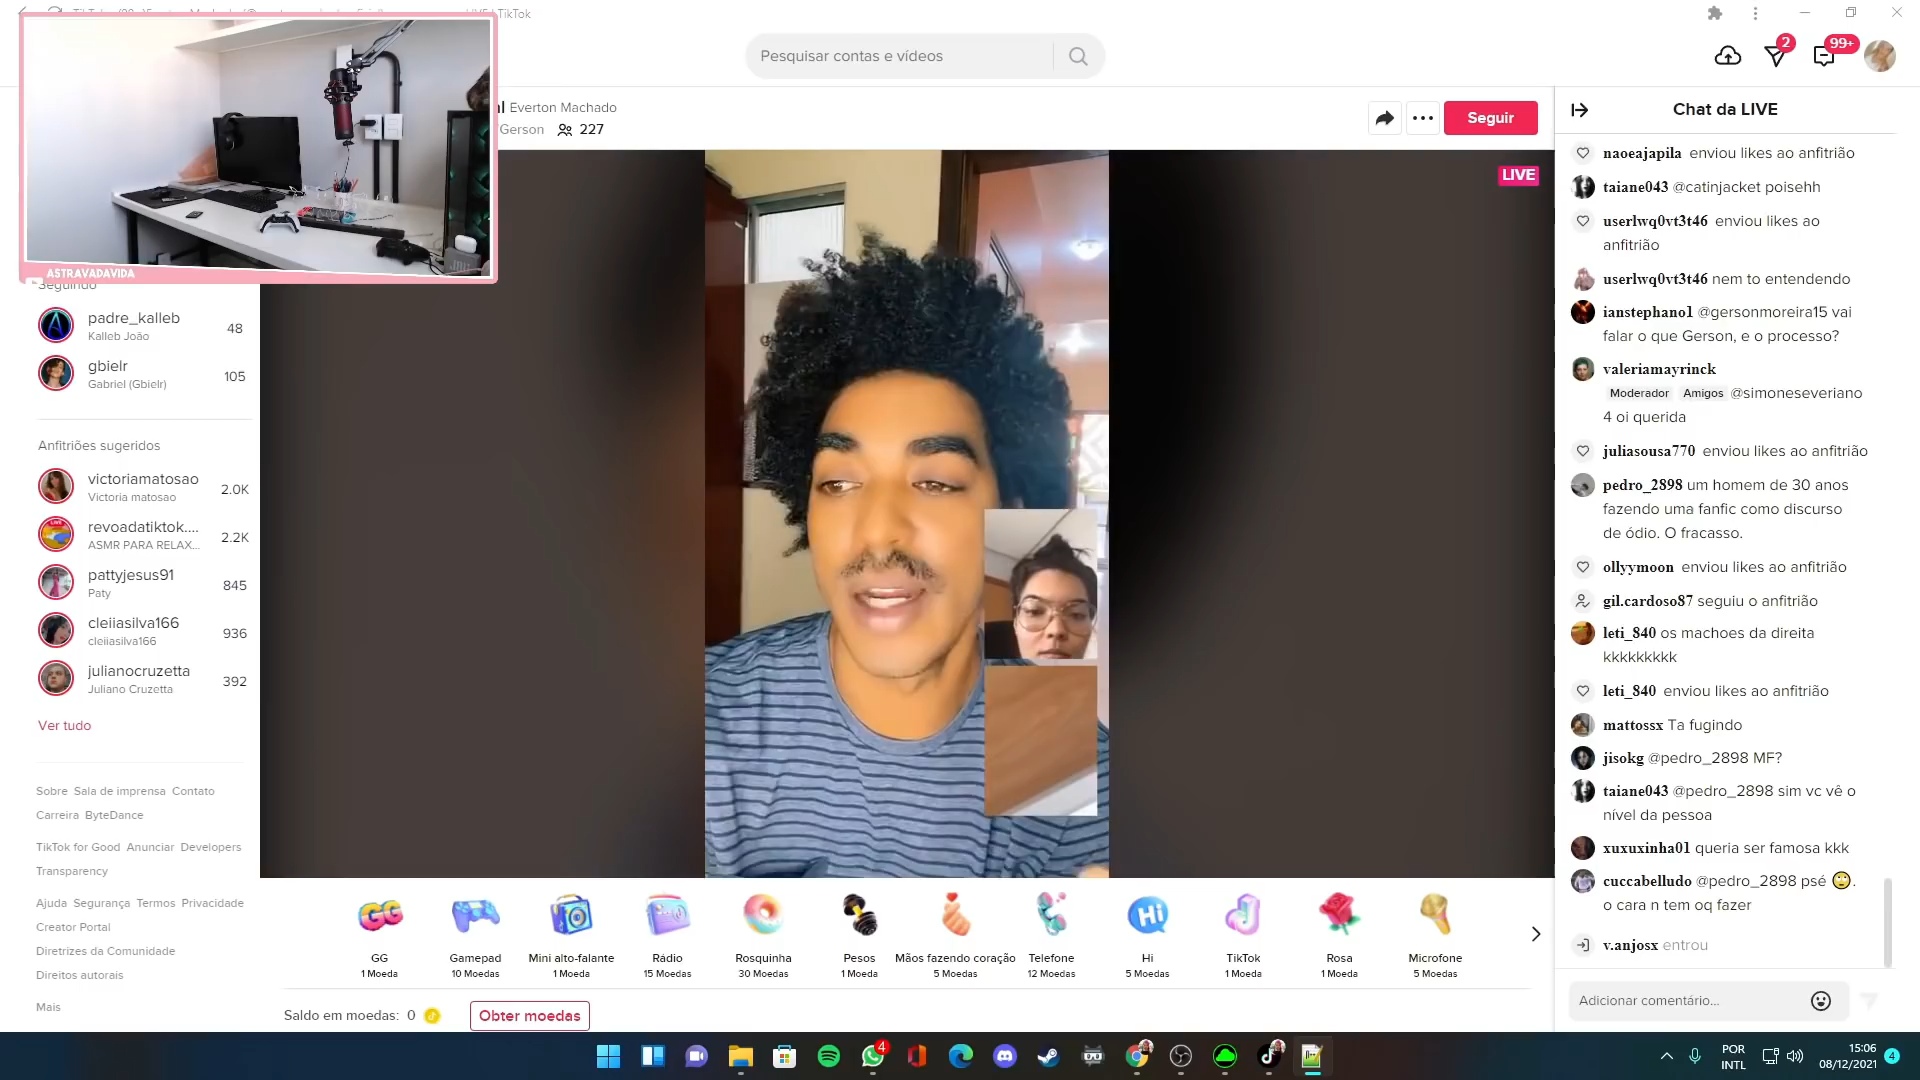 TikTok
Pesquisar contas e vídeos
2
99+
Everton Machado
Gerson 227
Seguir
LIVE
ASTRAVADAVIDA
Seguindo
padre_kalleb 48
Kalleb João
gbielr 105
Gabriel (Gbielr)
Anfitriões sugeridos
victoriamatosao 2.0K
Victoria matosao
revoadatiktok.... 2.2K
ASMR PARA RELAX...
pattyjesus91 845
Paty
cleiiasilva166 936
cleiiasilva166
julianocruzetta 392
Juliano Cruzetta
Ver tudo
Sobre Sala de imprensa Contato
Carreira ByteDance
TikTok for Good Anunciar Developers
Transparency
Ajuda Segurança Termos Privacidade
Creator Portal
Diretrizes da Comunidade
Direitos autorais
Mais
GG Gamepad Mini alto-falante Rádio Rosquinha Pesos Mãos fazendo coração Telefone Hi TikTok Rosa Microfone
1 Moeda 10 Moedas 1 Moeda 15 Moedas 30 Moedas 1 Moeda 5 Moedas 12 Moedas 5 Moedas 1 Moeda 1 Moeda 5 Moedas
Saldo em moedas: 0 Obter moedas
Chat da LIVE
naoeajapila enviou likes ao anfitrião
taiane043 @catinjacket poisehh
userlwq0vt3t46 enviou likes ao
anfitrião
userlwq0vt3t46 nem to entendendo
ianstephano1 @gersonmoreira15 vai
falar o que Gerson, e o processo?
valeriamayrinck
Moderador Amigos @simoneseveriano
4 oi querida
juliasousa770 enviou likes ao anfitrião
pedro_2898 um homem de 30 anos
fazendo uma fanfic como discurso
de ódio. O fracasso.
ollyymoon enviou likes ao anfitrião
gil.cardoso87 seguiu o anfitrião
leti_840 os machoes da direita
kkkkkkkkk
leti_840 enviou likes ao anfitrião
mattossx Ta fugindo
jisokg @pedro_2898 MF?
taiane043 @pedro_2898 sim vc vê o
nível da pessoa
xuxuxinha01 queria ser famosa kkk
cuccabelludo @pedro_2898 psé 🙄.
o cara n tem oq fazer
v.anjosx entrou
Adicionar comentário...
4
POR
INTL
15:06
08/12/2021
4